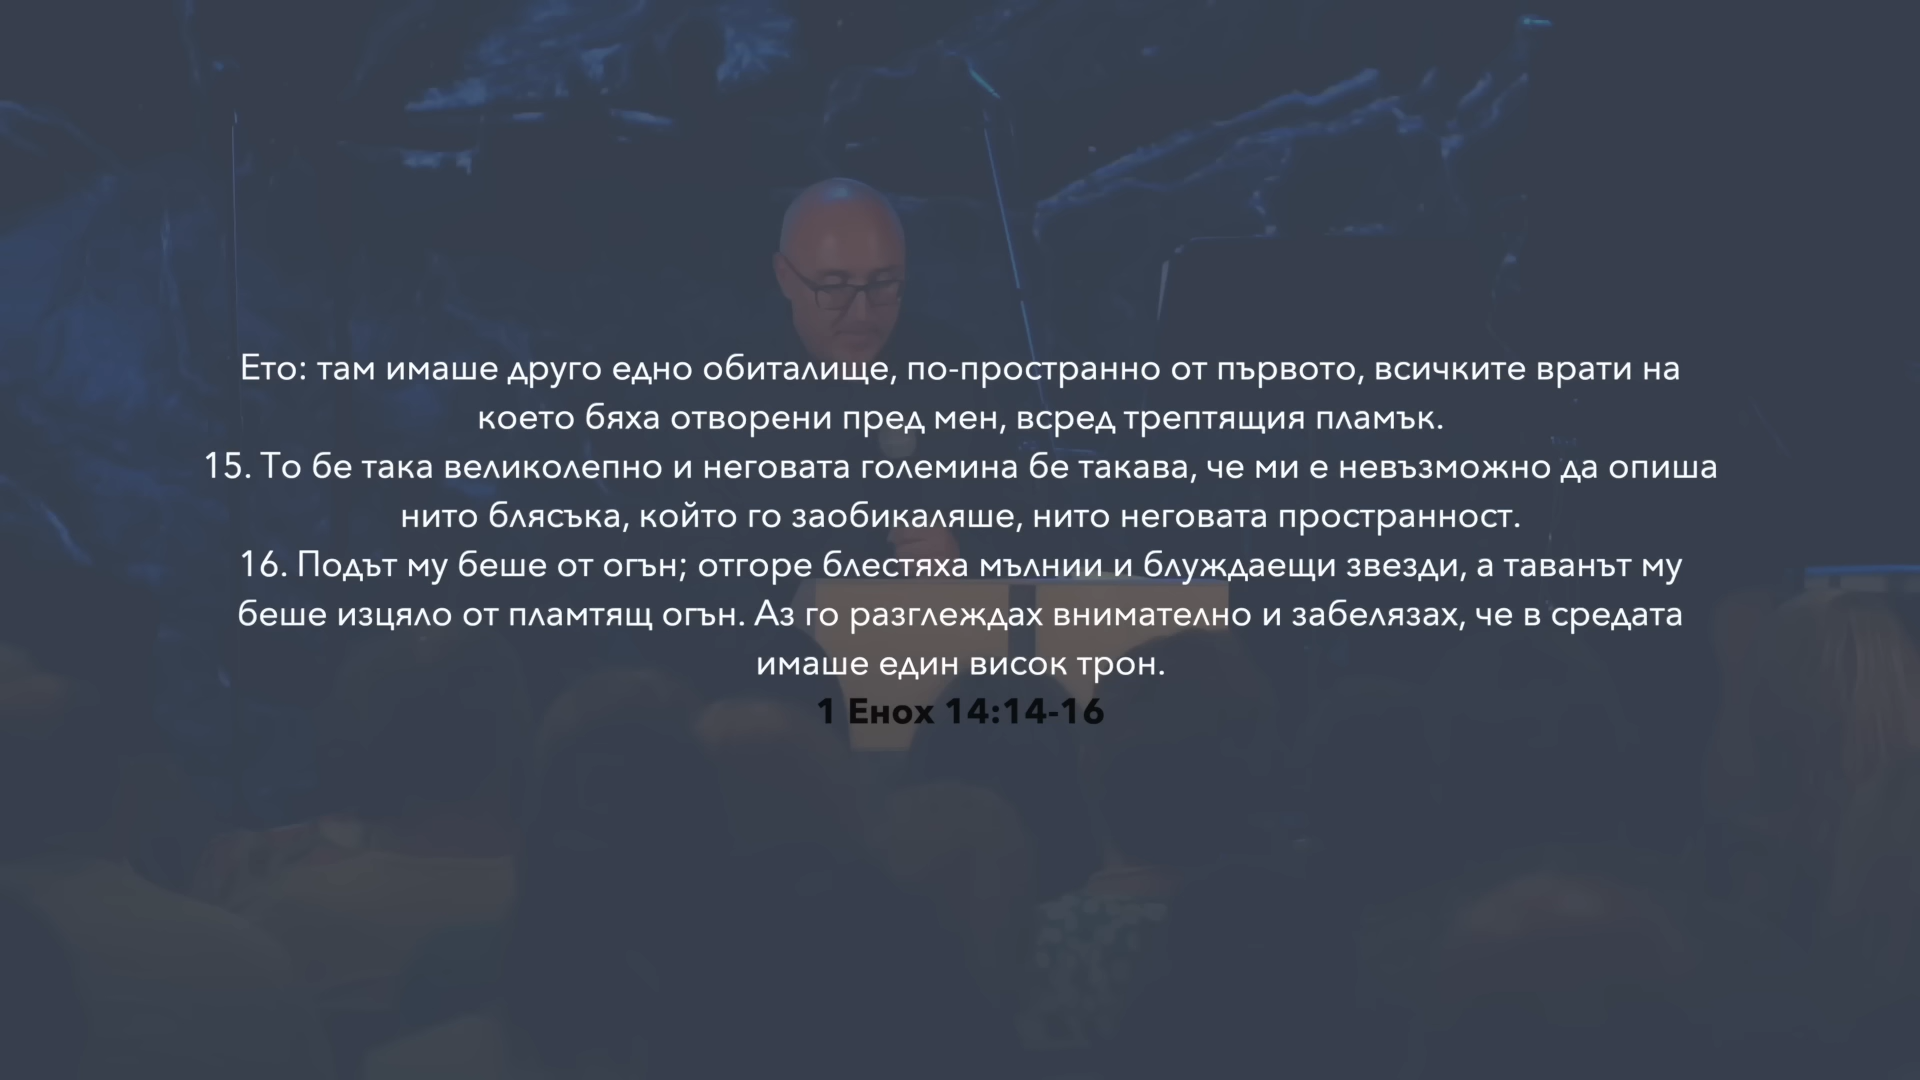 Ето: там имаше друго едно обиталище, по-пространно от първото, всичките врати на
което бяха отворени пред мен, всред трептящия пламък.
15. То бе така великолепно и неговата големина бе такава, че ми е невъзможно да опиша
нито блясъка, който го заобикаляше, нито неговата пространност.
16. Подът му беше от огън; отгоре блестяха мълнии и блуждаещи звезди, а таванът му
беше изцяло от пламтящ огън. Аз го разглеждах внимателно и забелязах, че в средата
имаше един висок трон.
1 Енох 14:14-16